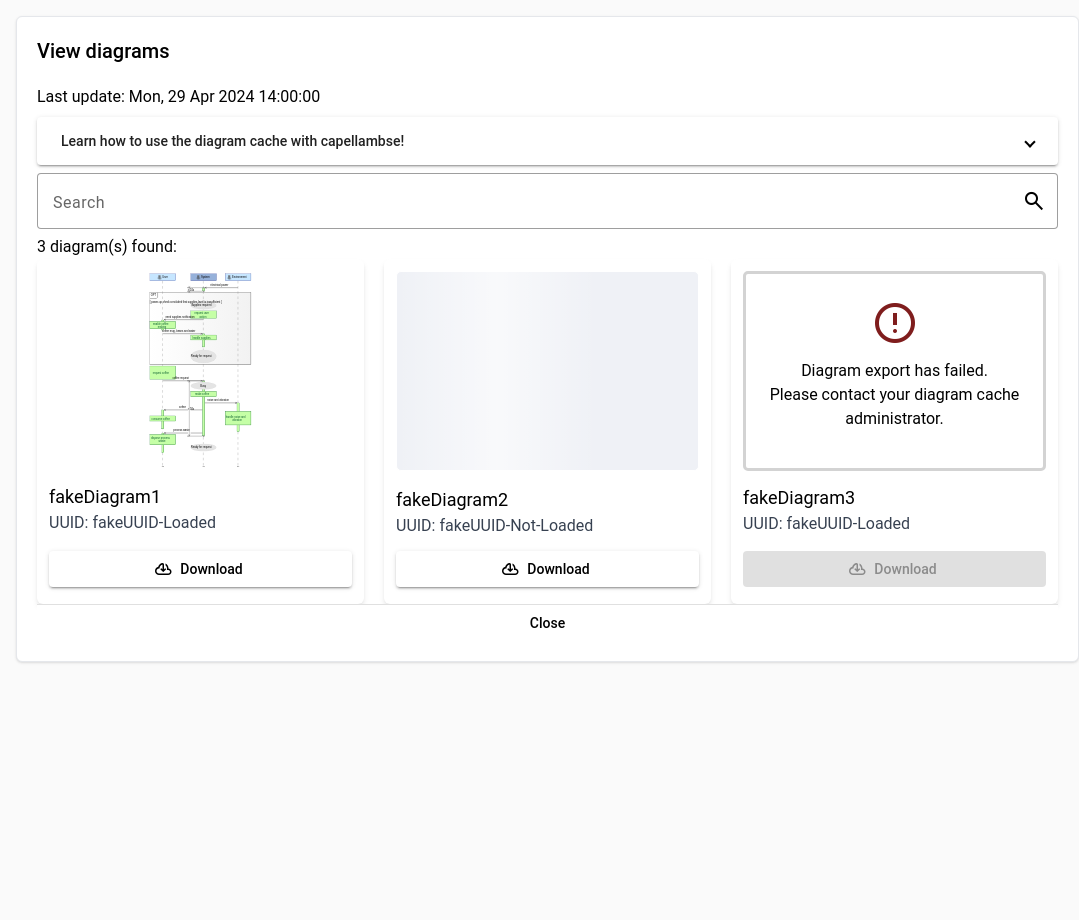 View diagrams
Last update: Mon, 29 Apr 2024 14:00:00
Learn how to use the diagram cache with capellambse!
Search
3 diagram(s) found:
Diagram export has failed.
Please contact your diagram cache
administrator.
fakeDiagram1
UUID: fakeUUID-Loaded
Download
fakeDiagram2
UUID: fakeUUID-Not-Loaded
Download
fakeDiagram3
UUID: fakeUUID-Loaded
Download
Close